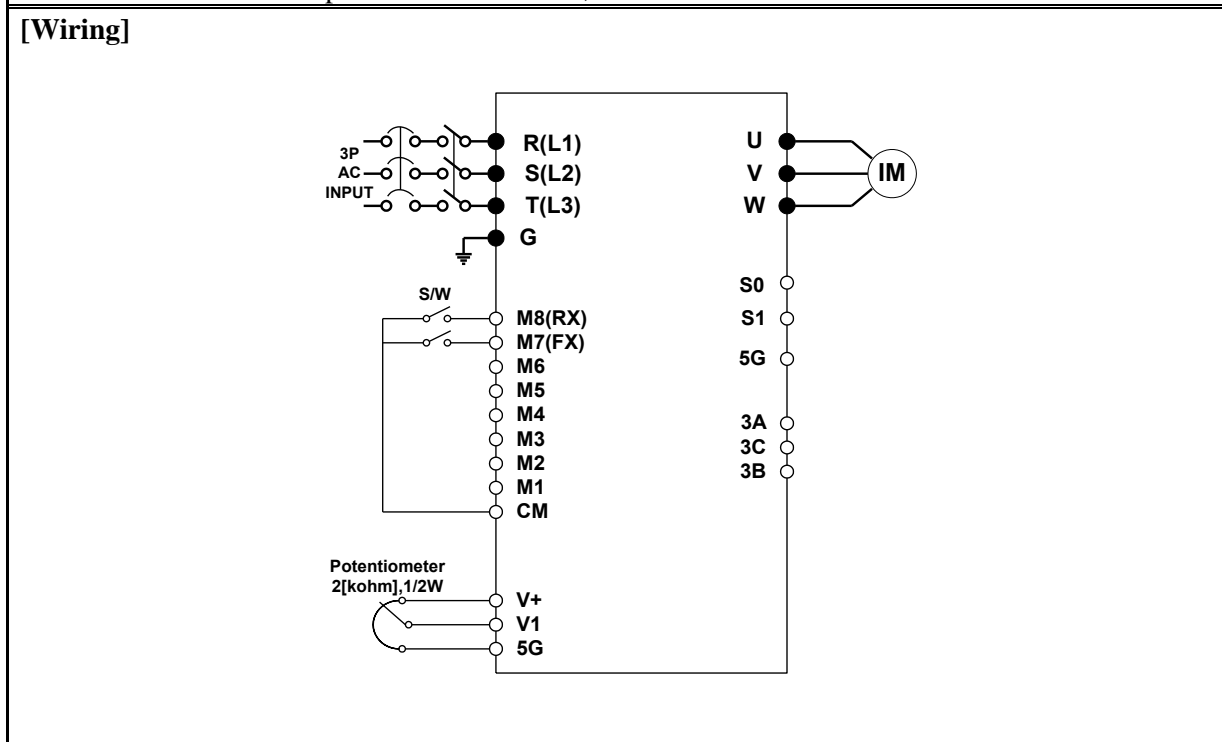 [Wiring]
3P
AC
INPUT
R(L1)
S(L2)
T(L3)
G
U
V
W
IM
S/W
M8(RX)
M7(FX)
M6
M5
M4
M3
M2
M1
CM
S0
S1
5G
3A
3C
3B
Potentiometer
2[kohm],1/2W
V+
V1
5G